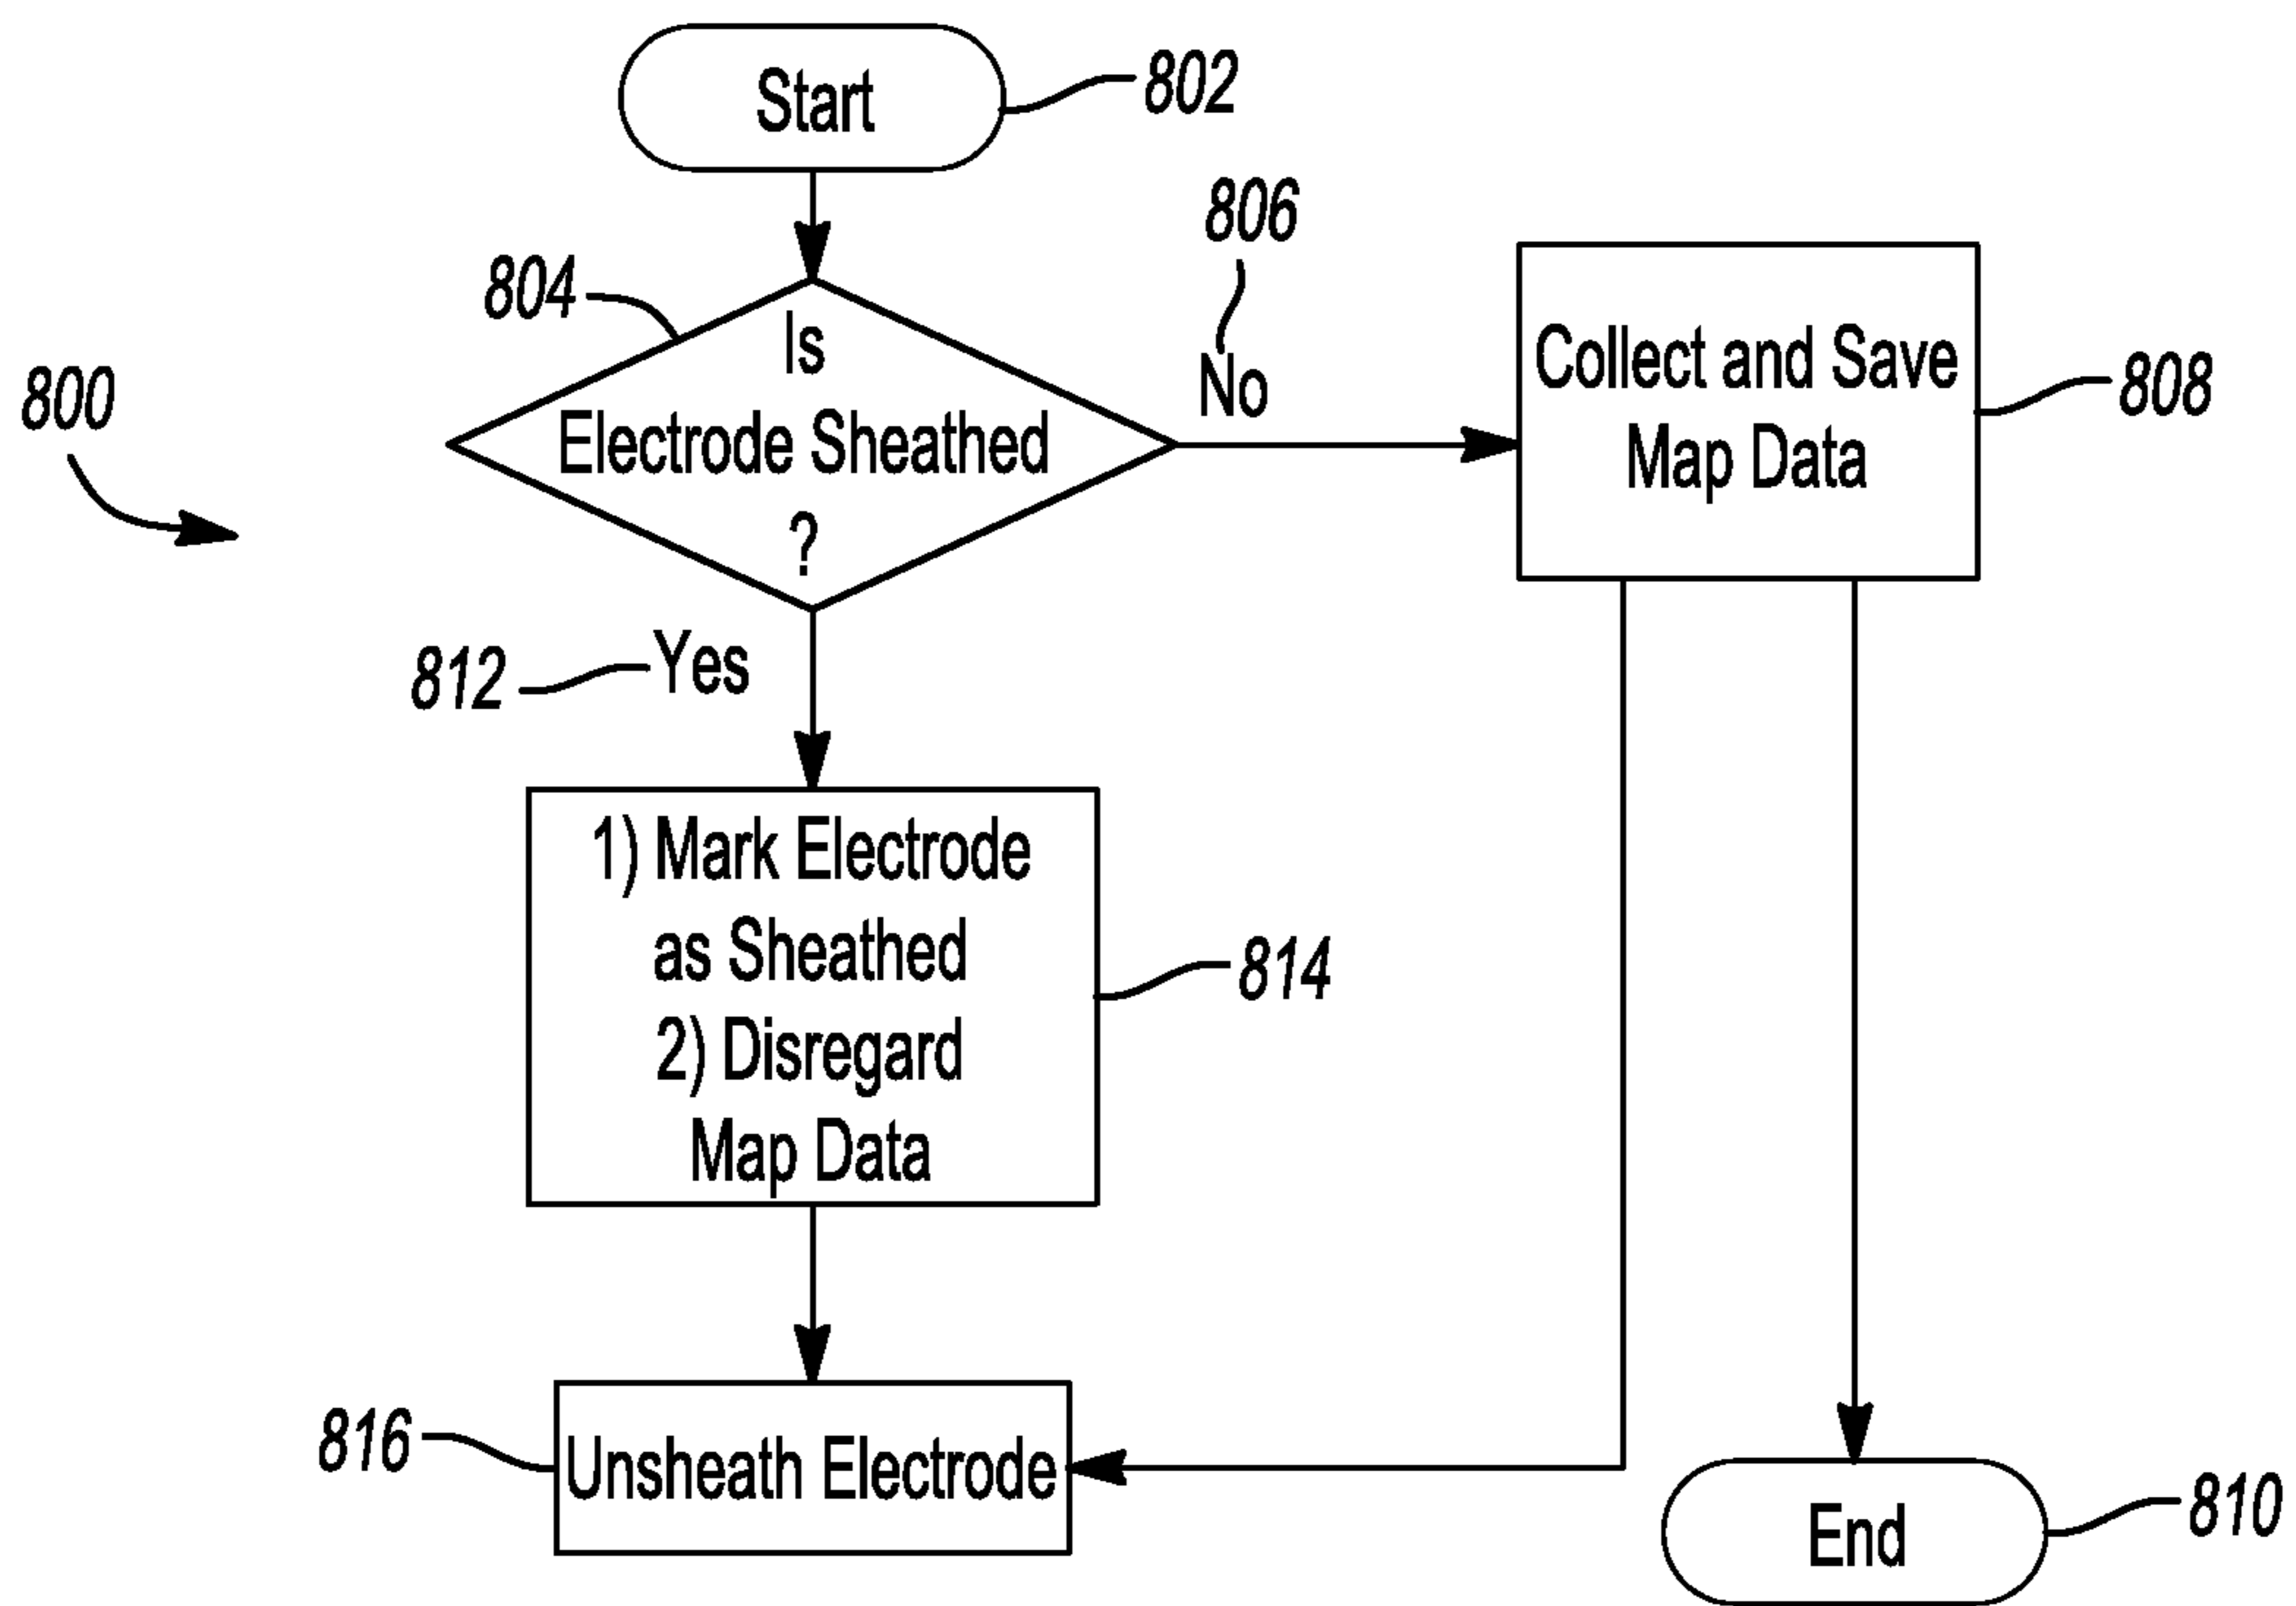 Start
802
806
804
Is
Electrode Sheathed
?
No
800
Collect and Save
Map Data
808
812
Yes
1) Mark Electrode
as Sheathed
2) Disregard
Map Data
814
816
Unsheath Electrode
End
810